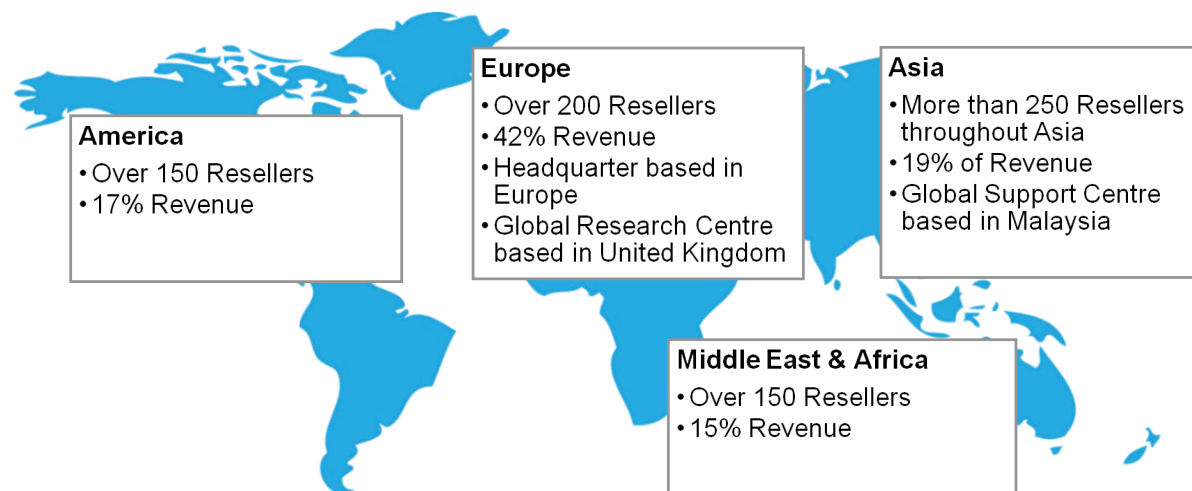 America
• Over 150 Resellers
• 17% Revenue
Europe
• Over 200 Resellers
• 42% Revenue
• Headquarter based in
Europe
• Global Research Centre
based in United Kingdom
Asia
• More than 250 Resellers
throughout Asia
• 19% of Revenue
• Global Support Centre
based in Malaysia
Middle East & Africa
• Over 150 Resellers
• 15% Revenue